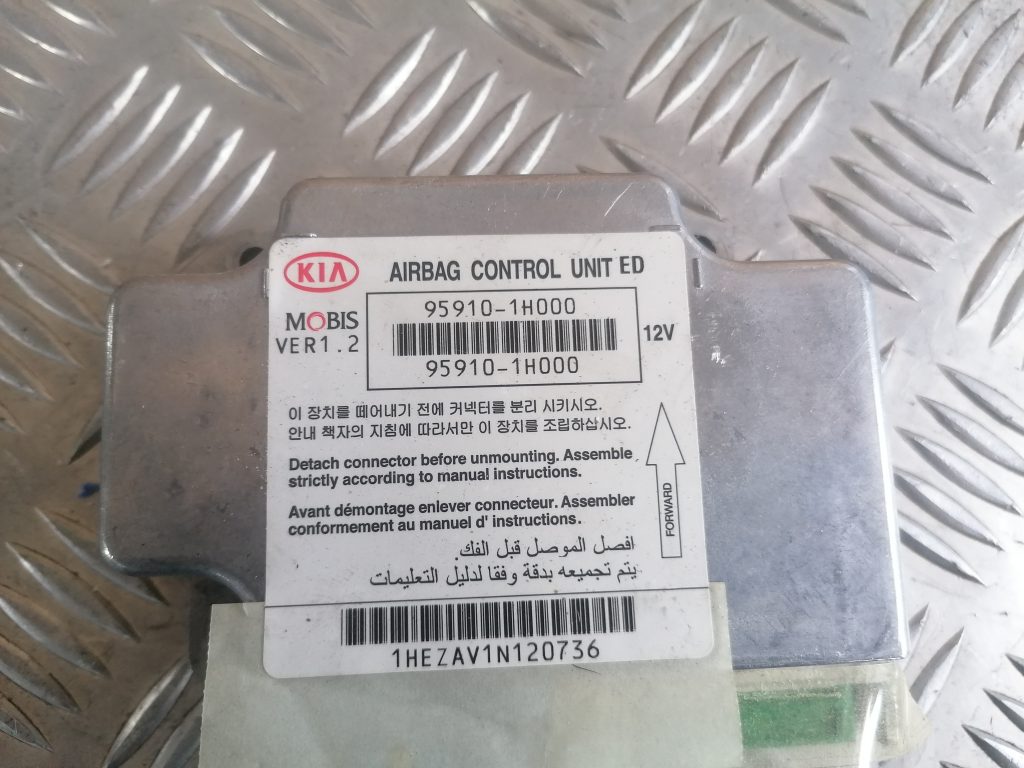 KIA AIRBAG CONTROL UNIT ED
MOBIS
VER1.2
95910-1H000
95910-1H000
12V
이 장치를 떼어내기 전에 커넥터를 분리 시키시오.
안내 책자의 지침에 따라서만 이 장치를 조립하십시오.
Detach connector before unmounting. Assemble
strictly according to manual instructions.
Avant démontage enlever connecteur. Assembler
conformement au manuel d' instructions.
افصل الموصل قبل الفك.
يتم تجميعه بدقة وفقا لدليل التعليمات
FORWARD
1HEZAV1N120736